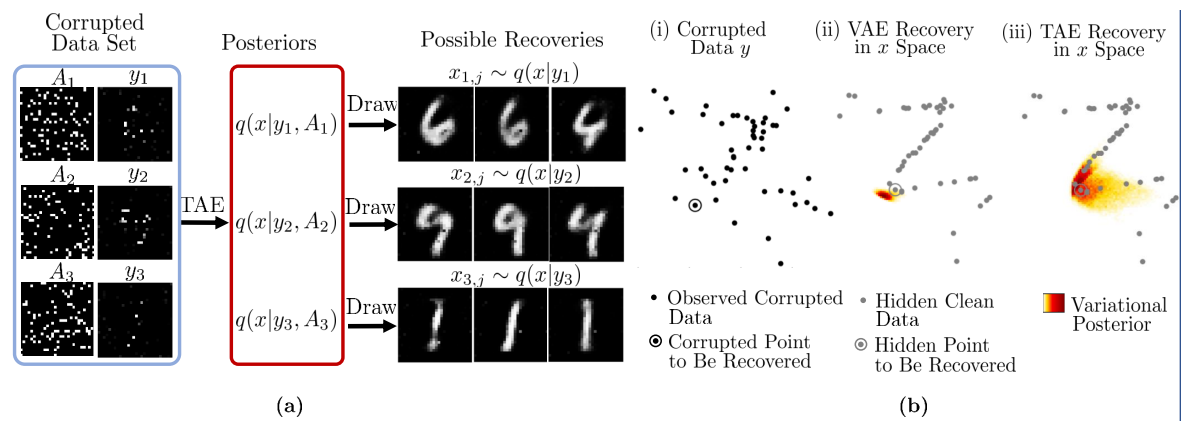 Corrupted
Data Set
Posteriors
Possible Recoveries
A₁ y₁
x₁,ⱼ ∼ q(x|y₁)
q(x|y₁, A₁)
Draw
A₂ y₂
x₂,ⱼ ∼ q(x|y₂)
TAE
q(x|y₂, A₂)
Draw
A₃ y₃
x₃,ⱼ ∼ q(x|y₃)
q(x|y₃, A₃)
Draw
(a)
(i) Corrupted
Data y
(ii) VAE Recovery
in x Space
(iii) TAE Recovery
in x Space
Observed Corrupted
Data
Corrupted Point
to Be Recovered
Hidden Clean
Data
Hidden Point
to Be Recovered
Variational
Posterior
(b)